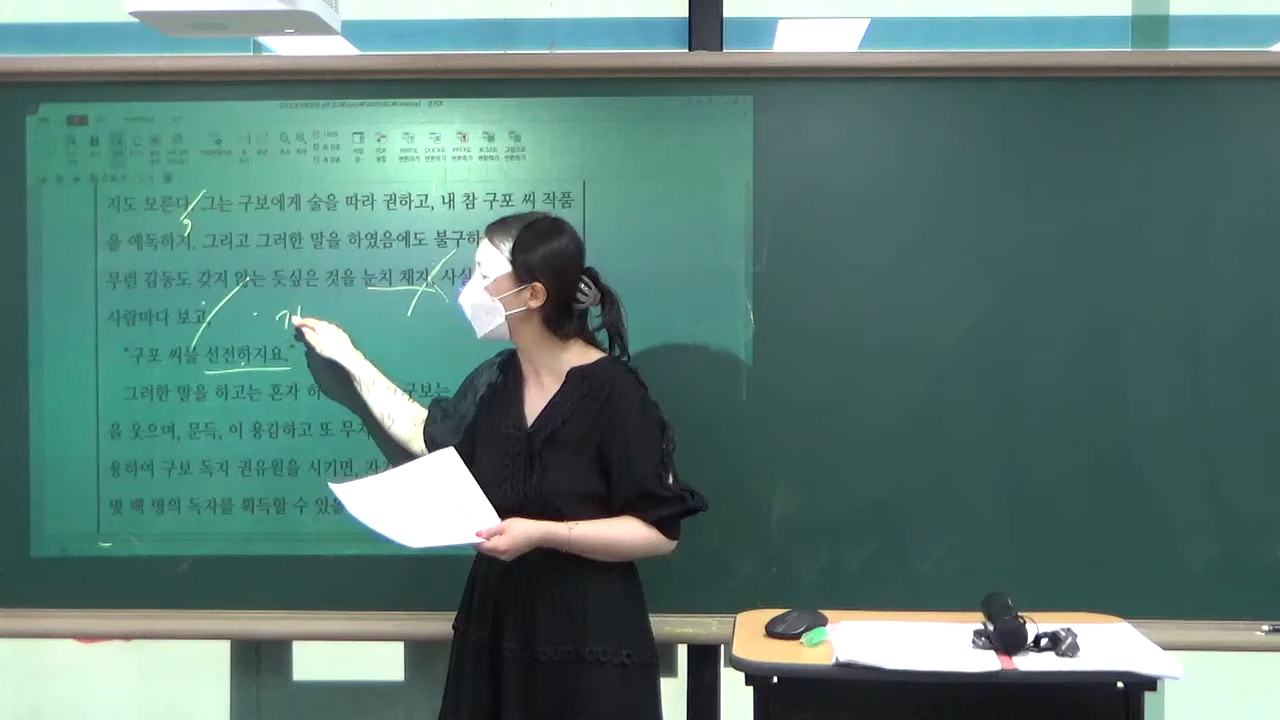 지도 모른다. 그는 구보에게 술을 따라 권하고, 내 참 구포 씨 작품
을 애독하지. 그리고 그러한 말을 하였음에도 불구하
무런 감동도 갖지 않는 듯싶은 것을 눈치 채자, 사실
사람마다 보고,
"구포 씨를 선전하지요."
그러한 말을 하고는 혼자 허 구보는
을 웃으며, 문득, 이 용감하고 또 무지
용하여 구보 독자 권유원을 시키면, 자
몇 백 명의 독자를 획득할 수 있을